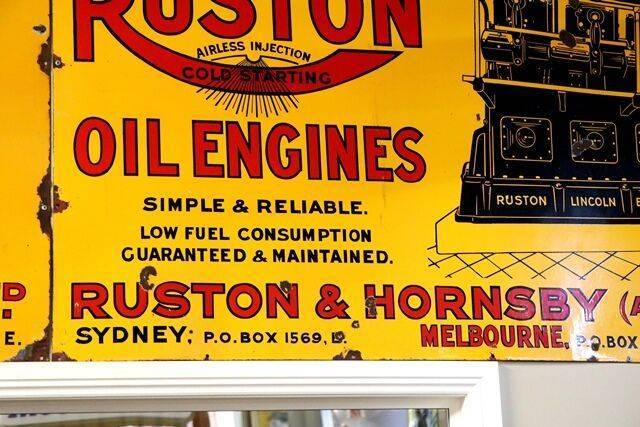 RUSTON
AIRLESS INJECTION
COLD STARTING
OIL ENGINES
SIMPLE & RELIABLE.
LOW FUEL CONSUMPTION
GUARANTEED & MAINTAINED.
RUSTON LINCOLN E
RUSTON & HORNSBY (A
SYDNEY; P.O.BOX 1569,
MELBOURNE, P.O.BOX
D.
E.